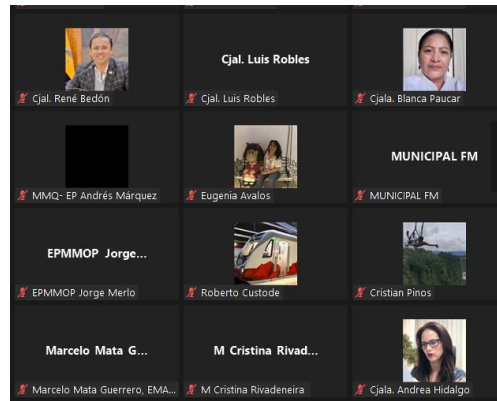 Cjal. René Bedón
Cjal. Luis Robles
Cjal. Luis Robles
Cjala. Blanca Paucar
MMQ- EP Andrés Márquez
Eugenia Avalos
MUNICIPAL FM
MUNICIPAL FM
EPMMOP Jorge...
EPMMOP Jorge Merlo
Roberto Custode
Cristian Pinos
Marcelo Mata G...
Marcelo Mata Guerrero, EMA...
M Cristina Rivad...
M Cristina Rivadeneira
Cjala. Andrea Hidalgo